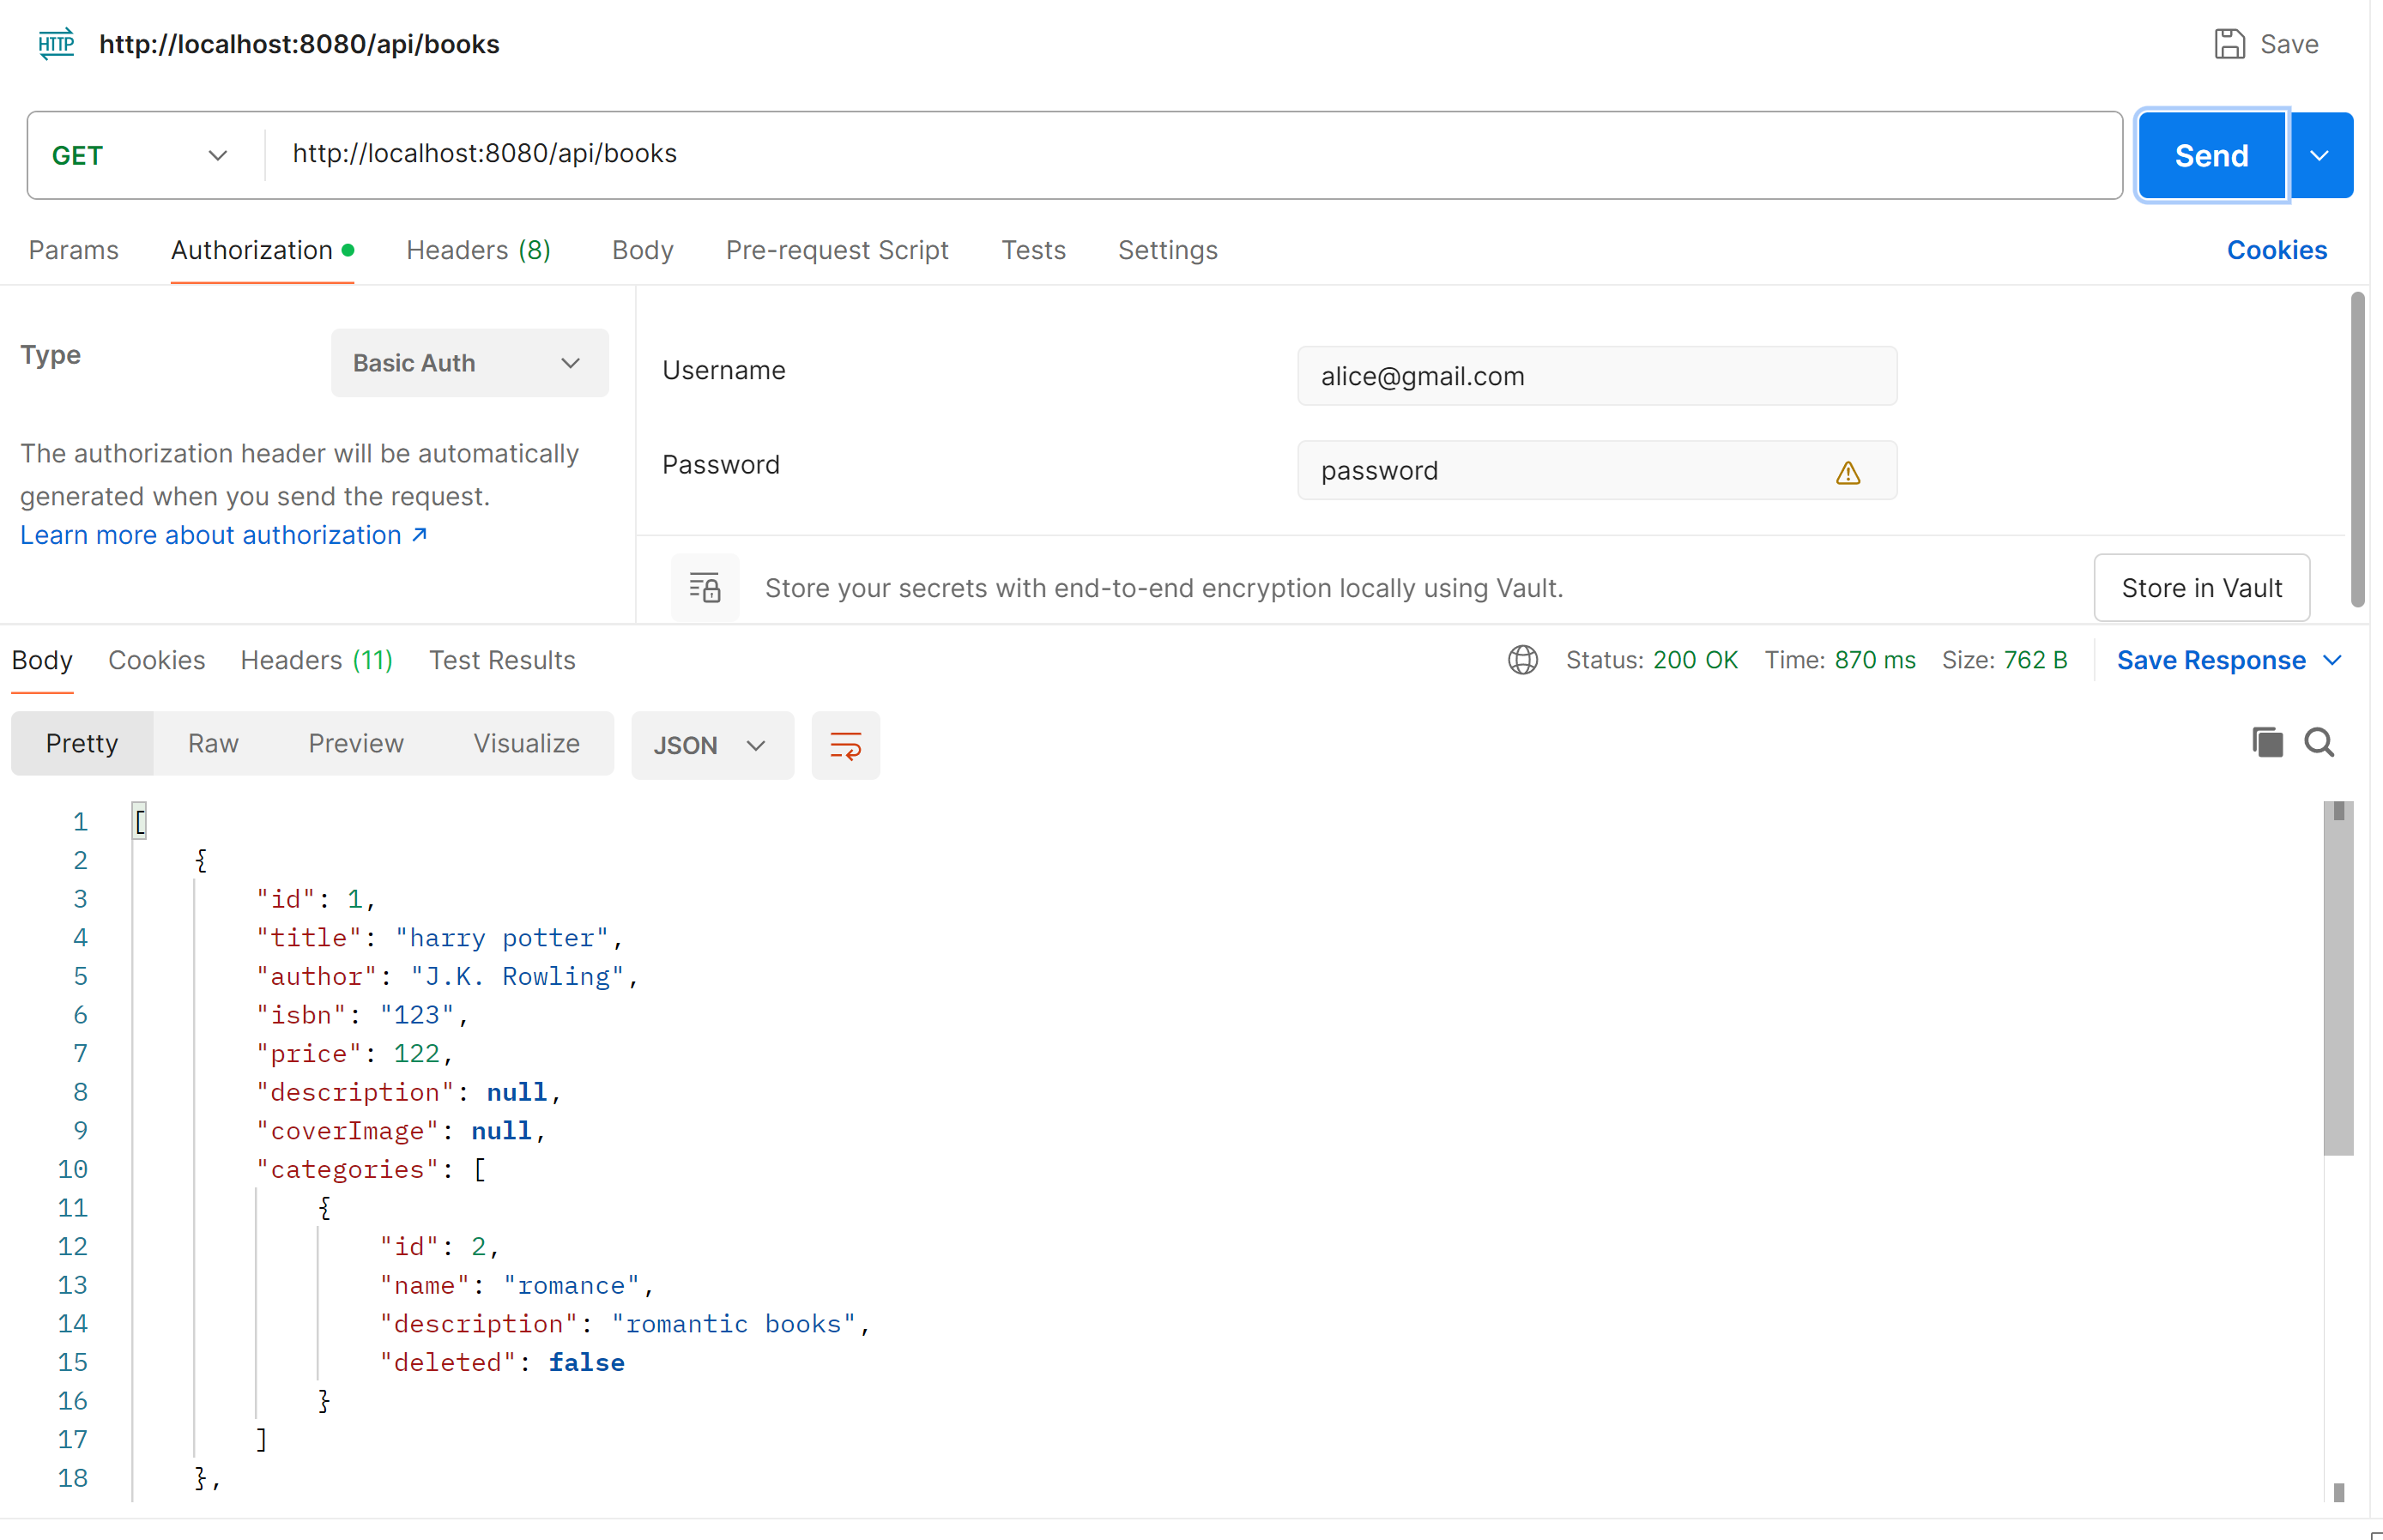 HTTP http://localhost:8080/api/books Save
GET http://localhost:8080/api/books Send
Params Authorization Headers (8) Body Pre-request Script Tests Settings Cookies
Type Basic Auth
The authorization header will be automatically
generated when you send the request.
Learn more about authorization ↗
Username alice@gmail.com
Password password
Store your secrets with end-to-end encryption locally using Vault. Store in Vault
Body Cookies Headers (11) Test Results Status: 200 OK Time: 870 ms Size: 762 B Save Response
Pretty Raw Preview Visualize JSON
1 [
2 {
3 "id": 1,
4 "title": "harry potter",
5 "author": "J.K. Rowling",
6 "isbn": "123",
7 "price": 122,
8 "description": null,
9 "coverImage": null,
10 "categories": [
11 {
12 "id": 2,
13 "name": "romance",
14 "description": "romantic books",
15 "deleted": false
16 }
17 ]
18 },